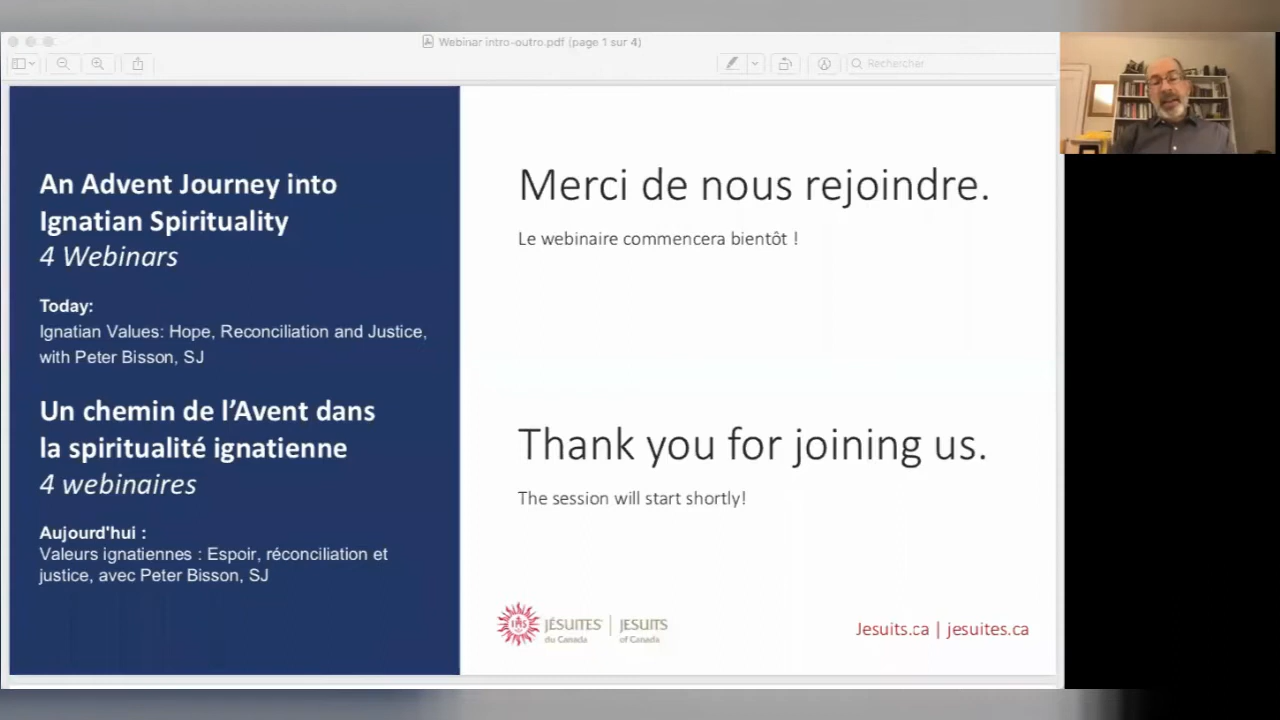 Webinar intro-outro.pdf (page 1 sur 4)
Rechercher
An Advent Journey into
Ignatian Spirituality
4 Webinars
Today:
Ignatian Values: Hope, Reconciliation and Justice,
with Peter Bisson, SJ
Un chemin de l’Avent dans
la spiritualité ignatienne
4 webinaires
Aujourd'hui :
Valeurs ignatiennes : Espoir, réconciliation et
justice, avec Peter Bisson, SJ
Merci de nous rejoindre.
Le webinaire commencera bientôt !
Thank you for joining us.
The session will start shortly!
IHS
JÉSUITES | JESUITS
du Canada | of Canada
Jesuits.ca | jesuites.ca